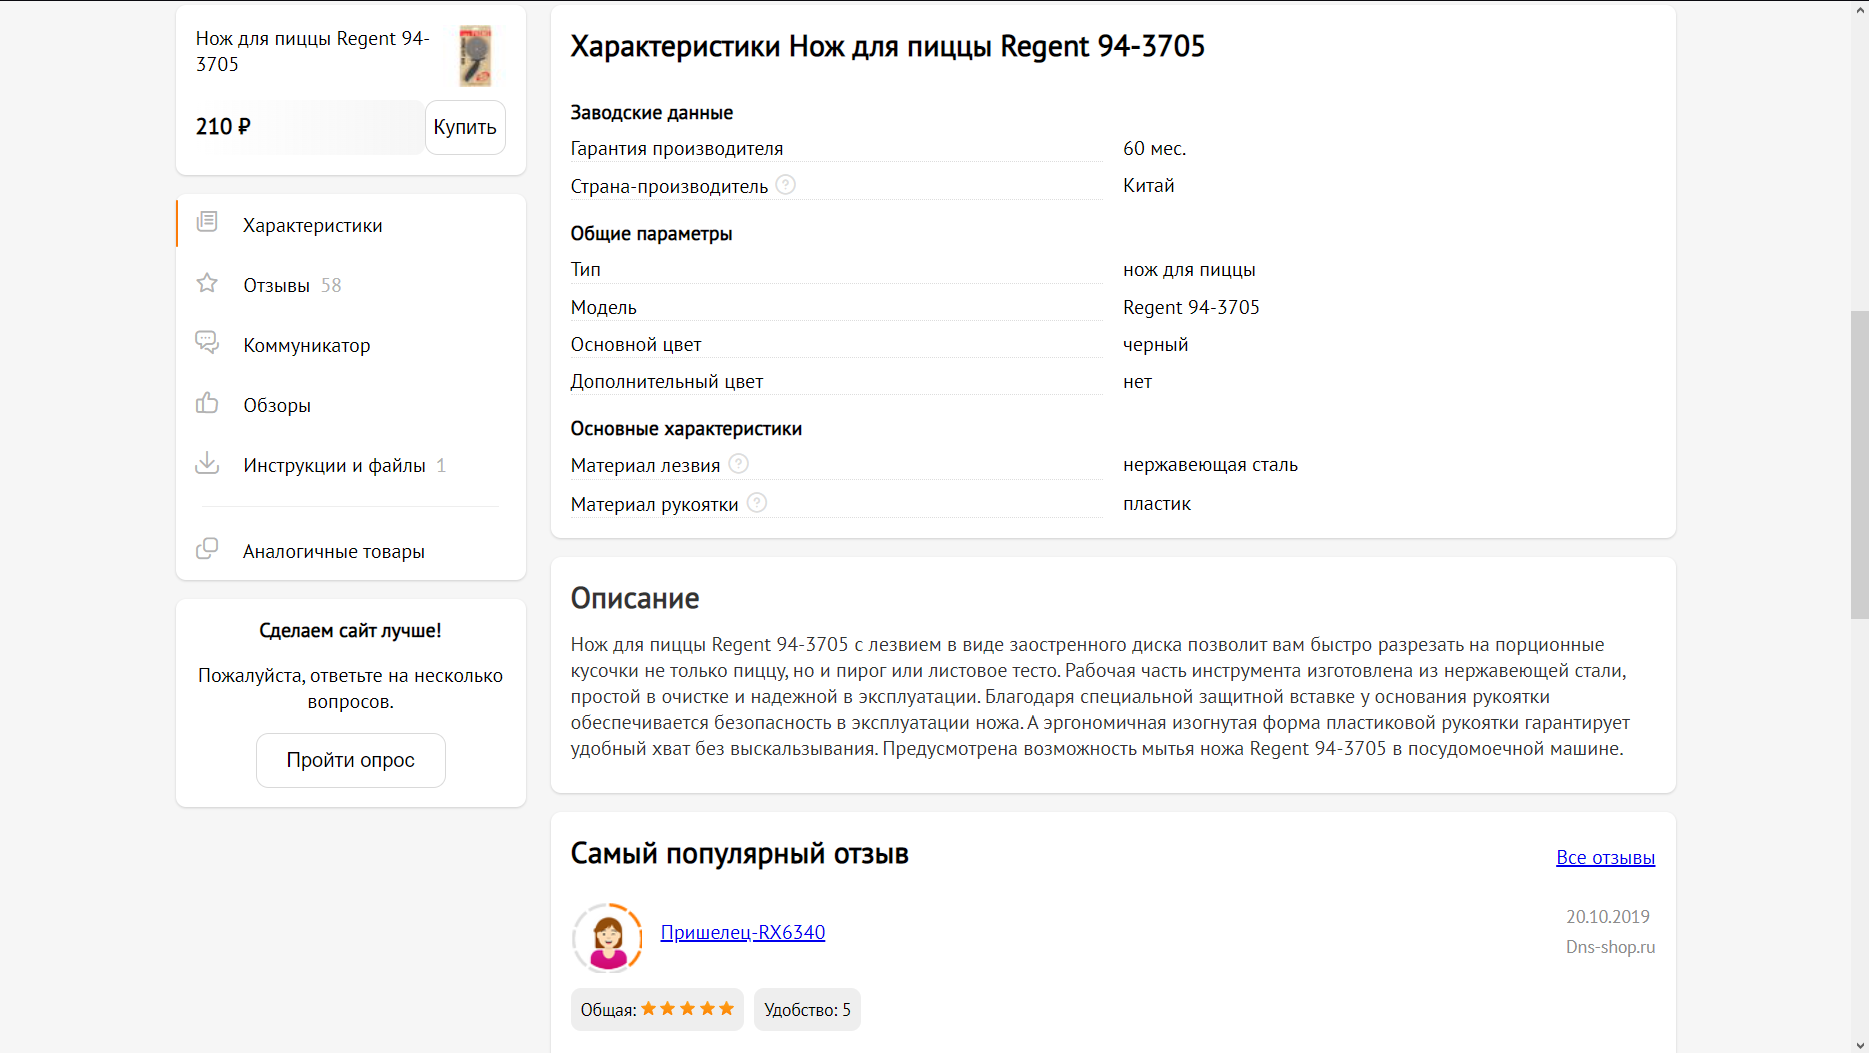 Нож для пиццы Regent 94-
3705
210 ₽
Купить
Характеристики
Отзывы 58
Коммуникатор
Обзоры
Инструкции и файлы 1
Аналогичные товары
Сделаем сайт лучше!
Пожалуйста, ответьте на несколько
вопросов.
Пройти опрос
Характеристики Нож для пиццы Regent 94-3705
Заводские данные
Гарантия производителя 60 мес.
Страна-производитель ? Китай
Общие параметры
Тип нож для пиццы
Модель Regent 94-3705
Основной цвет черный
Дополнительный цвет нет
Основные характеристики
Материал лезвия ? нержавеющая сталь
Материал рукоятки ? пластик
Описание
Нож для пиццы Regent 94-3705 с лезвием в виде заостренного диска позволит вам быстро разрезать на порционные
кусочки не только пиццу, но и пирог или листовое тесто. Рабочая часть инструмента изготовлена из нержавеющей стали,
простой в очистке и надежной в эксплуатации. Благодаря специальной защитной вставке у основания рукоятки
обеспечивается безопасность в эксплуатации ножа. А эргономичная изогнутая форма пластиковой рукоятки гарантирует
удобный хват без выскальзывания. Предусмотрена возможность мытья ножа Regent 94-3705 в посудомоечной машине.
Самый популярный отзыв
Все отзывы
Пришелец-RX6340
20.10.2019
Dns-shop.ru
Общая:
Удобство: 5